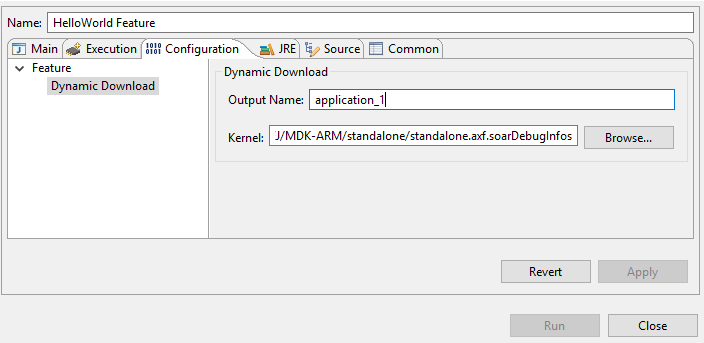 Name: HelloWorld Feature
Main Execution Configuration JRE Source Common
Feature
Dynamic Download
Dynamic Download
Output Name: application_1
Kernel: J/MDK-ARM/standalone/standalone.axf.soarDebugInfos Browse...
Revert Apply
Run Close